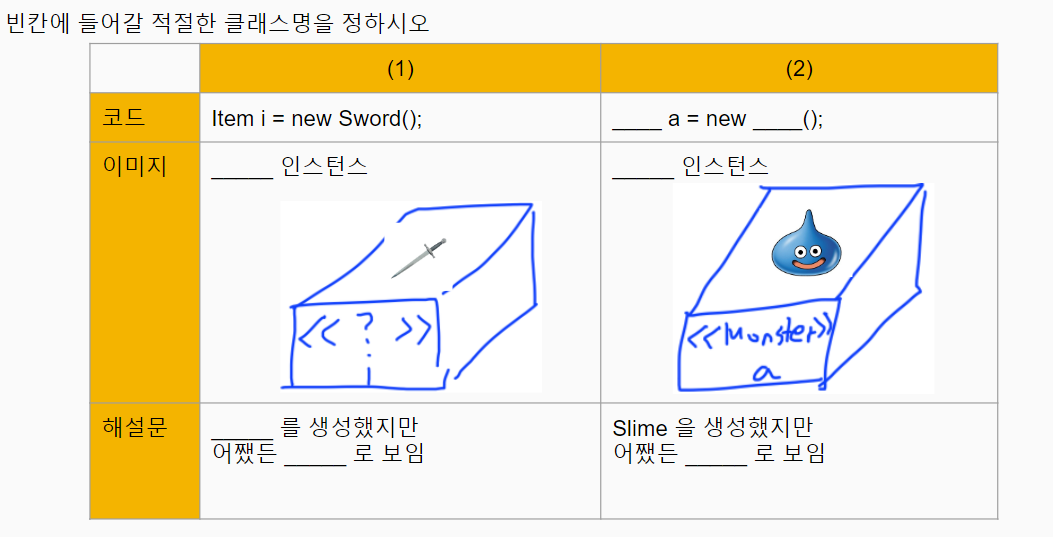 빈칸에 들어갈 적절한 클래스명을 정하시오
(1) (2)
코드 Item i = new Sword(); ____ a = new ____();
이미지 _____ 인스턴스 _____ 인스턴스
<< ? >> <<Monster>>
i a
해설문 _____ 를 생성했지만 Slime 을 생성했지만
어쨌든 _____ 로 보임 어쨌든 _____ 로 보임